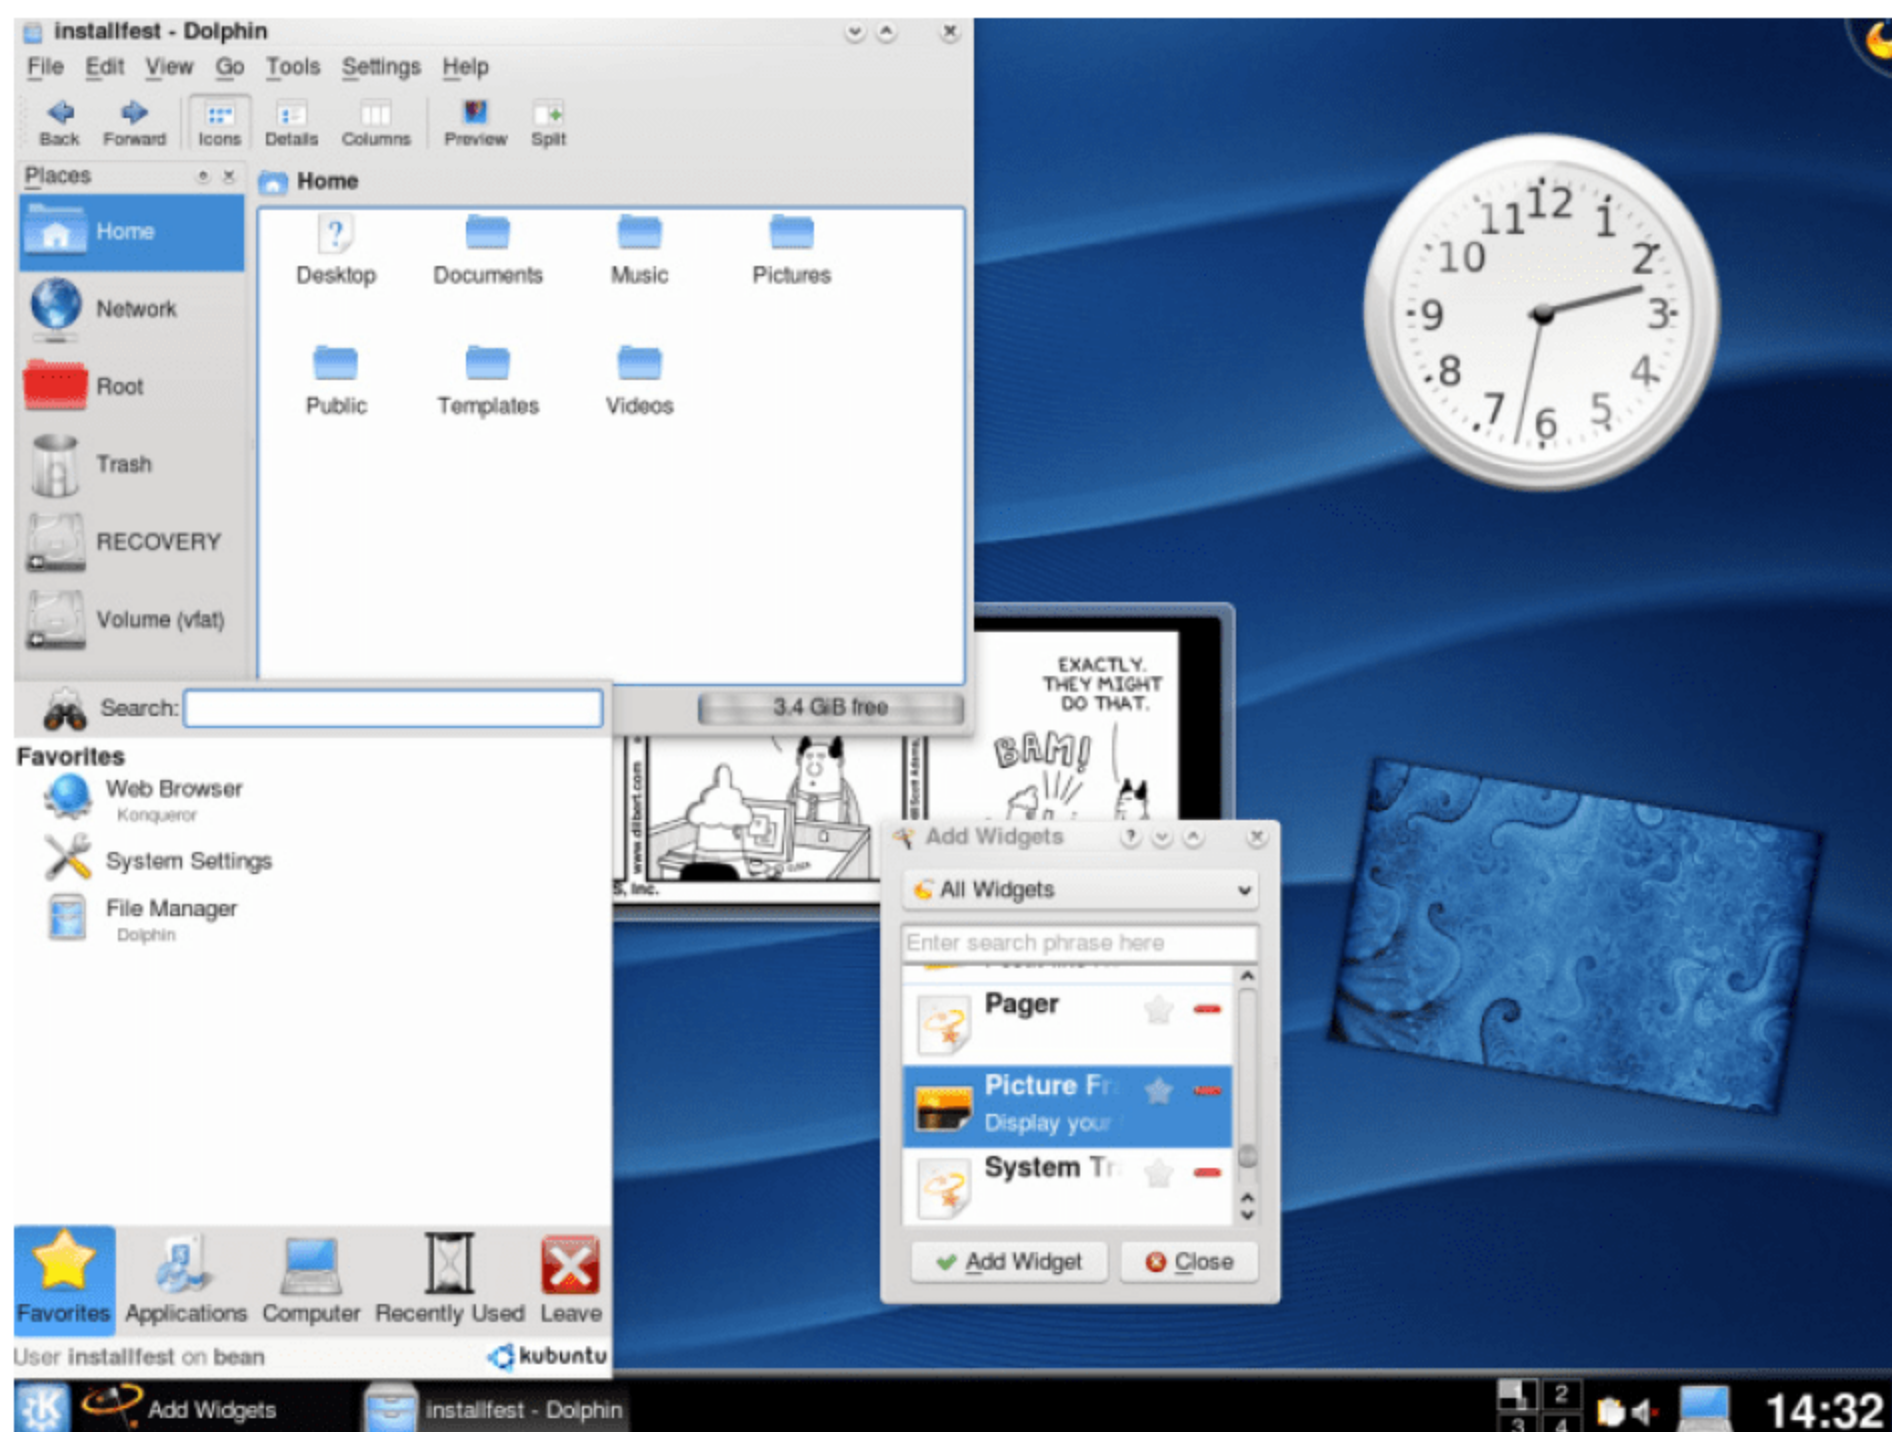 installfest - Dolphin
File Edit View Go Tools Settings Help
Back Forward Icons Details Columns Preview Split
Places
Home
Network
Root
Trash
RECOVERY
Volume (vfat)
Home
Desktop Documents Music Pictures
Public Templates Videos
3.4 GiB free
Search:
Favorites
Web Browser
Konqueror
System Settings
File Manager
Dolphin
Favorites Applications Computer Recently Used Leave
User installfest on bean
kubuntu
12
1
2
3
4
5
6
7
8
9
10
11
EXACTLY.
THEY MIGHT
DO THAT.
BAM!
www.dilbert.com
Inc.
Add Widgets
All Widgets
Enter search phrase here
Pager
Picture Fr
Display your
System Tr
Add Widget Close
Add Widgets
installfest - Dolphin
1 2
3 4
14:32